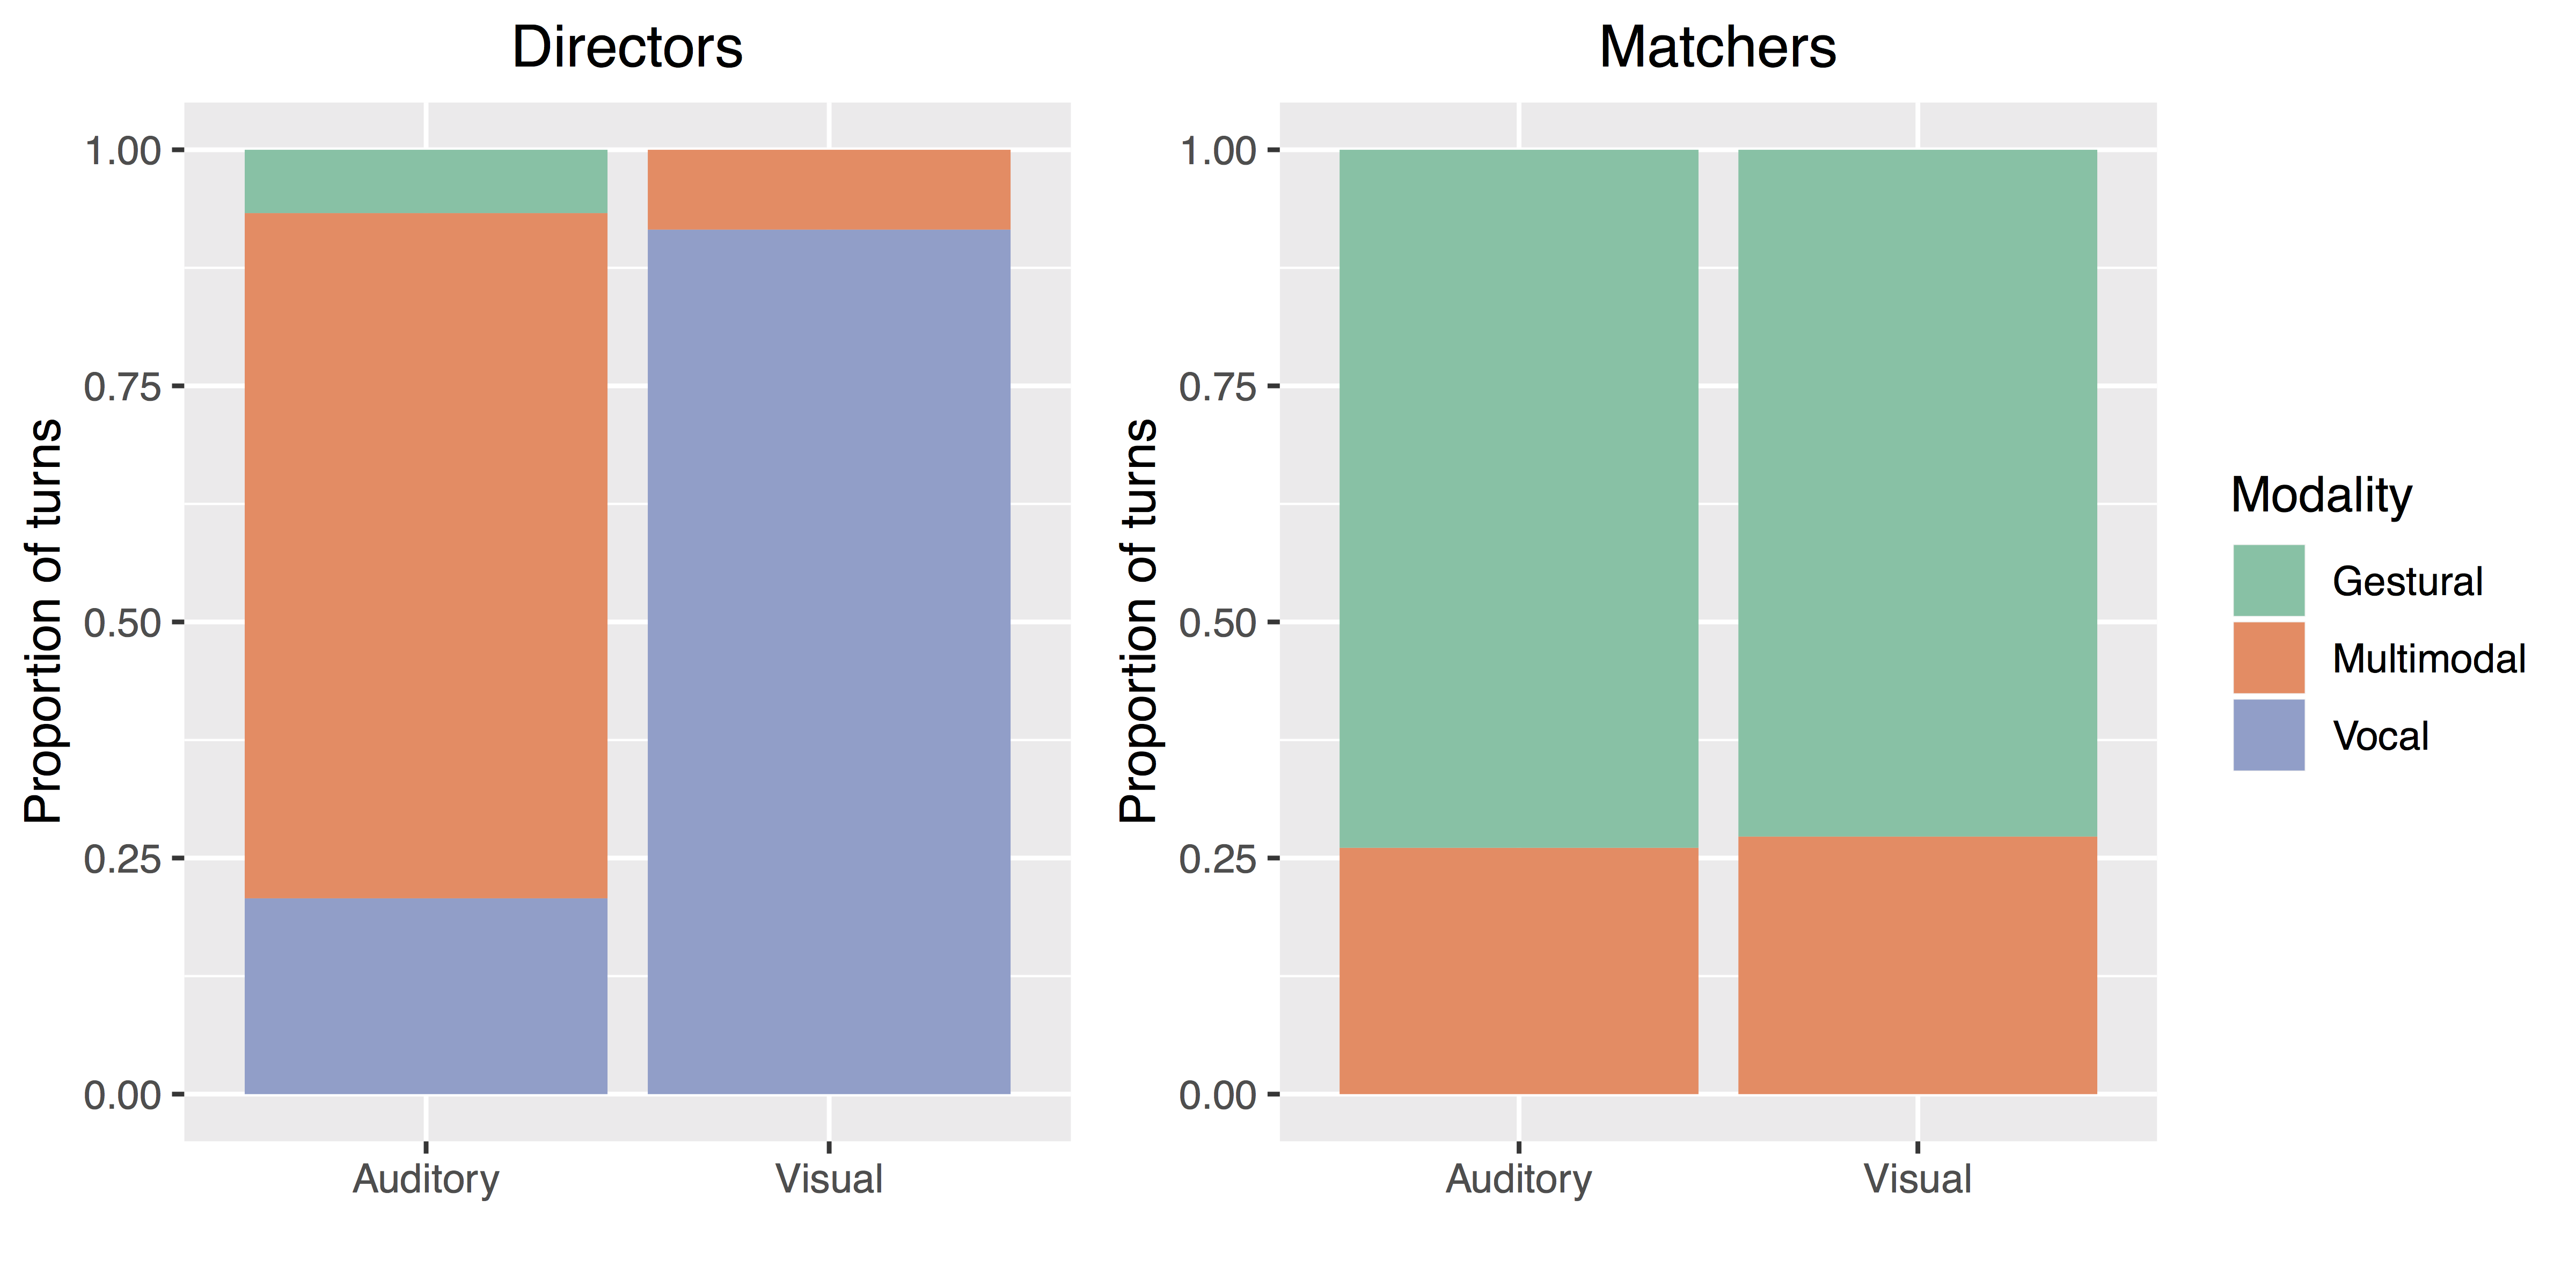 Directors
Proportion of turns
1.00
0.75
0.50
0.25
0.00
Auditory
Visual
Matchers
Proportion of turns
1.00
0.75
0.50
0.25
0.00
Auditory
Visual
Modality
Gestural
Multimodal
Vocal